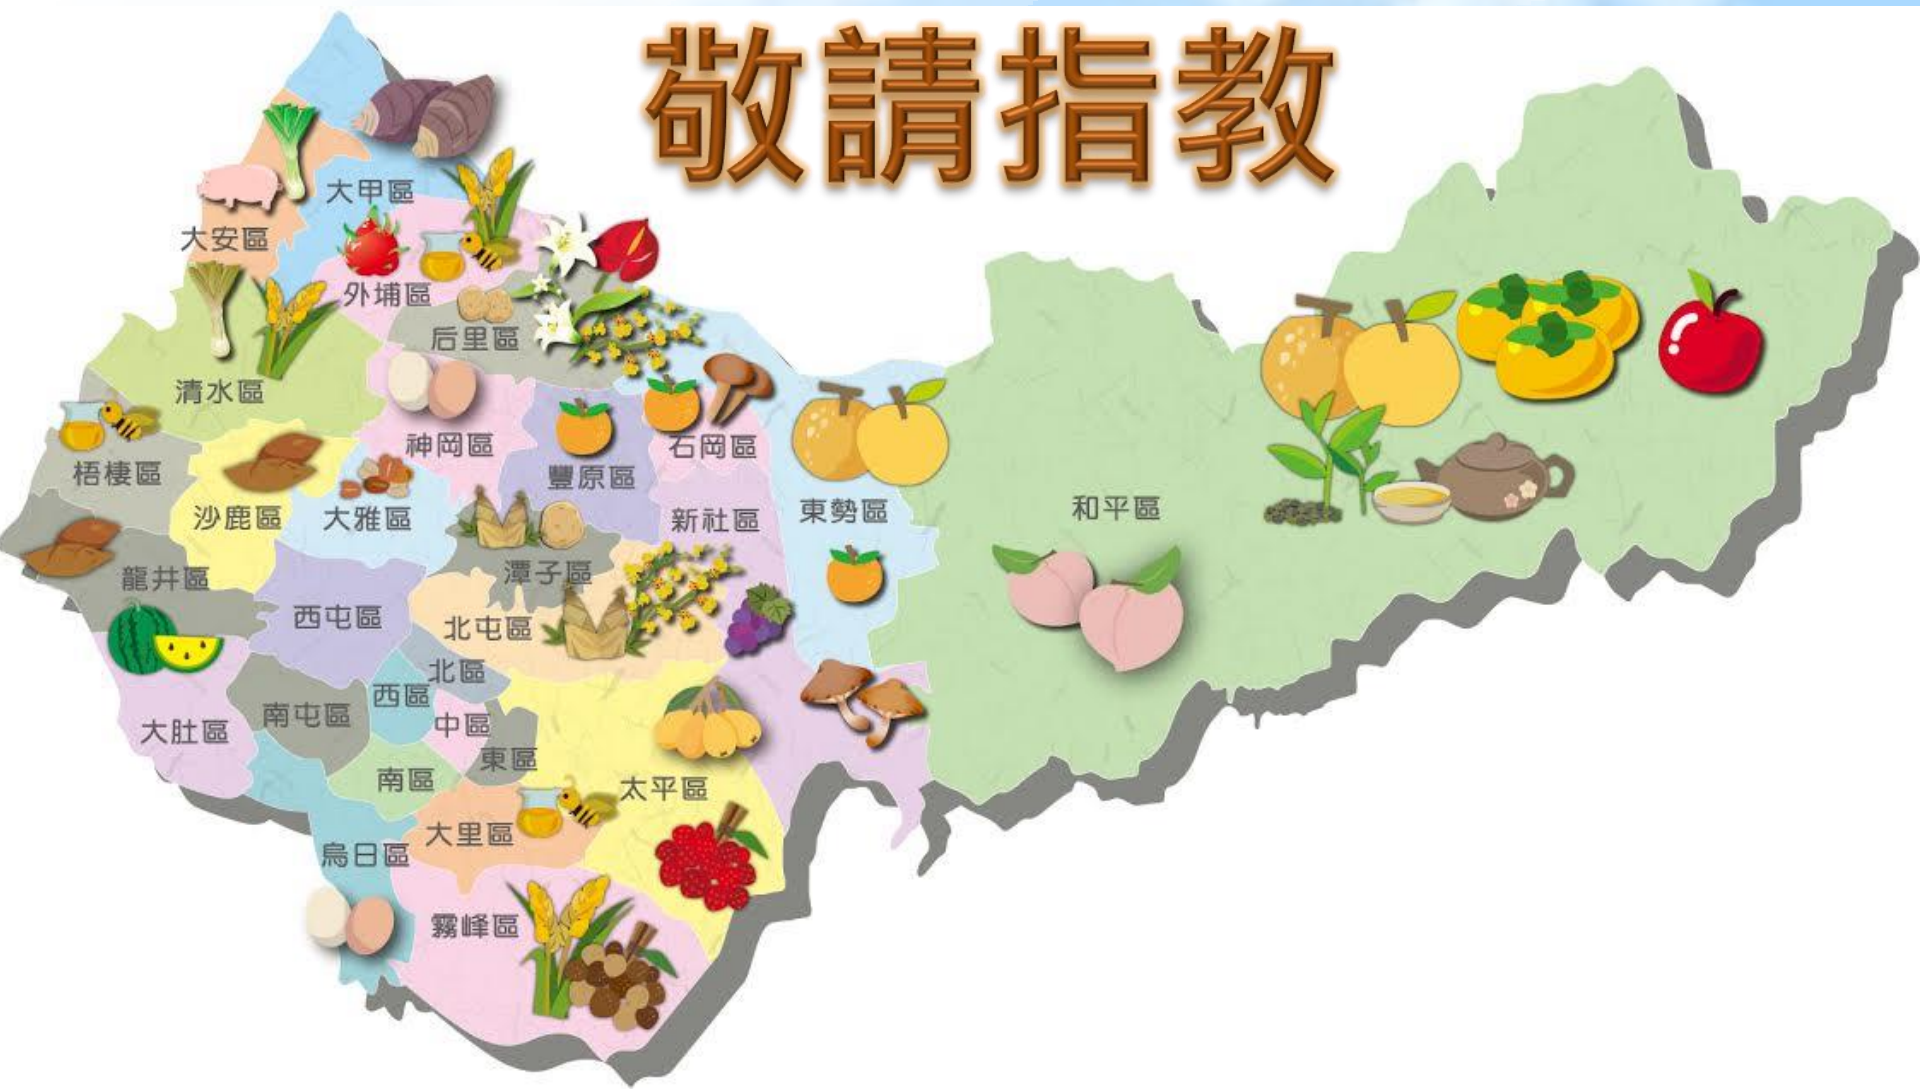 敬請指教
大甲區
大安區
外埔區
后里區
清水區
神岡區
石岡區
梧棲區
豐原區
沙鹿區
大雅區
新社區
東勢區
和平區
龍井區
潭子區
西屯區
北屯區
北區
西區
南屯區
中區
大肚區
東區
南區
太平區
大里區
烏日區
霧峰區